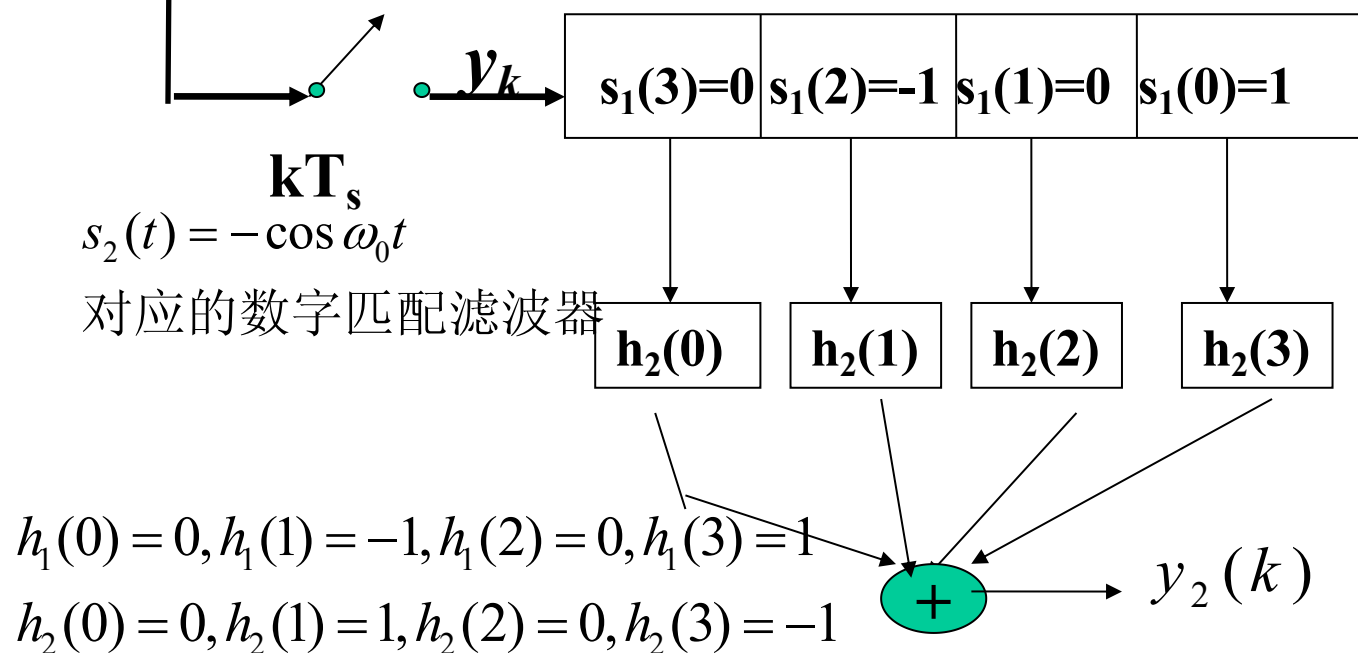 yₖ
s₁(3)=0 s₁(2)=-1 s₁(1)=0 s₁(0)=1
kTₛ
s₂(t) = −cos ω₀t
对应的数字匹配滤波器
h₂(0) h₂(1) h₂(2) h₂(3)
h₁(0) = 0, h₁(1) = −1, h₁(2) = 0, h₁(3) = 1
+ y₂(k)
h₂(0) = 0, h₂(1) = 1, h₂(2) = 0, h₂(3) = −1